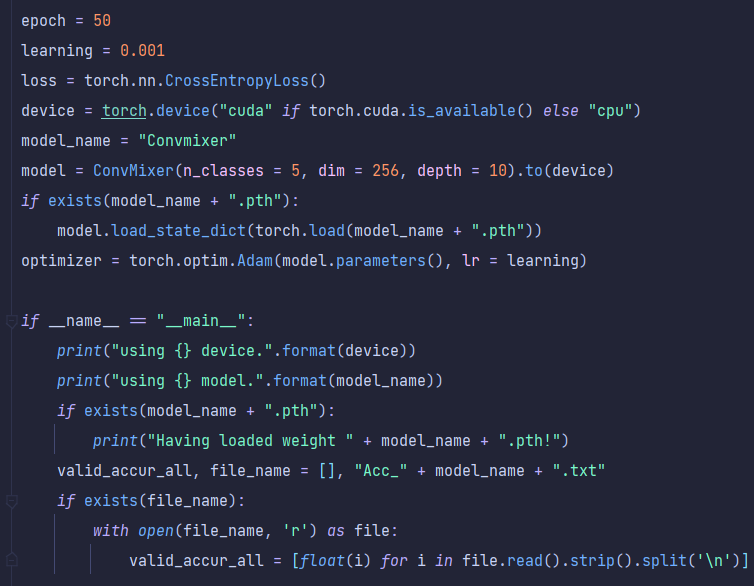 epoch = 50
learning = 0.001
loss = torch.nn.CrossEntropyLoss()
device = torch.device("cuda" if torch.cuda.is_available() else "cpu")
model_name = "Convmixer"
model = ConvMixer(n_classes = 5, dim = 256, depth = 10).to(device)
if exists(model_name + ".pth"):
    model.load_state_dict(torch.load(model_name + ".pth"))
optimizer = torch.optim.Adam(model.parameters(), lr = learning)
if __name__ == "__main__":
    print("using {} device.".format(device))
    print("using {} model.".format(model_name))
    if exists(model_name + ".pth"):
        print("Having loaded weight " + model_name + ".pth!")
    valid_accur_all, file_name = [], "Acc_" + model_name + ".txt"
    if exists(file_name):
        with open(file_name, 'r') as file:
            valid_accur_all = [float(i) for i in file.read().strip().split('\n')]